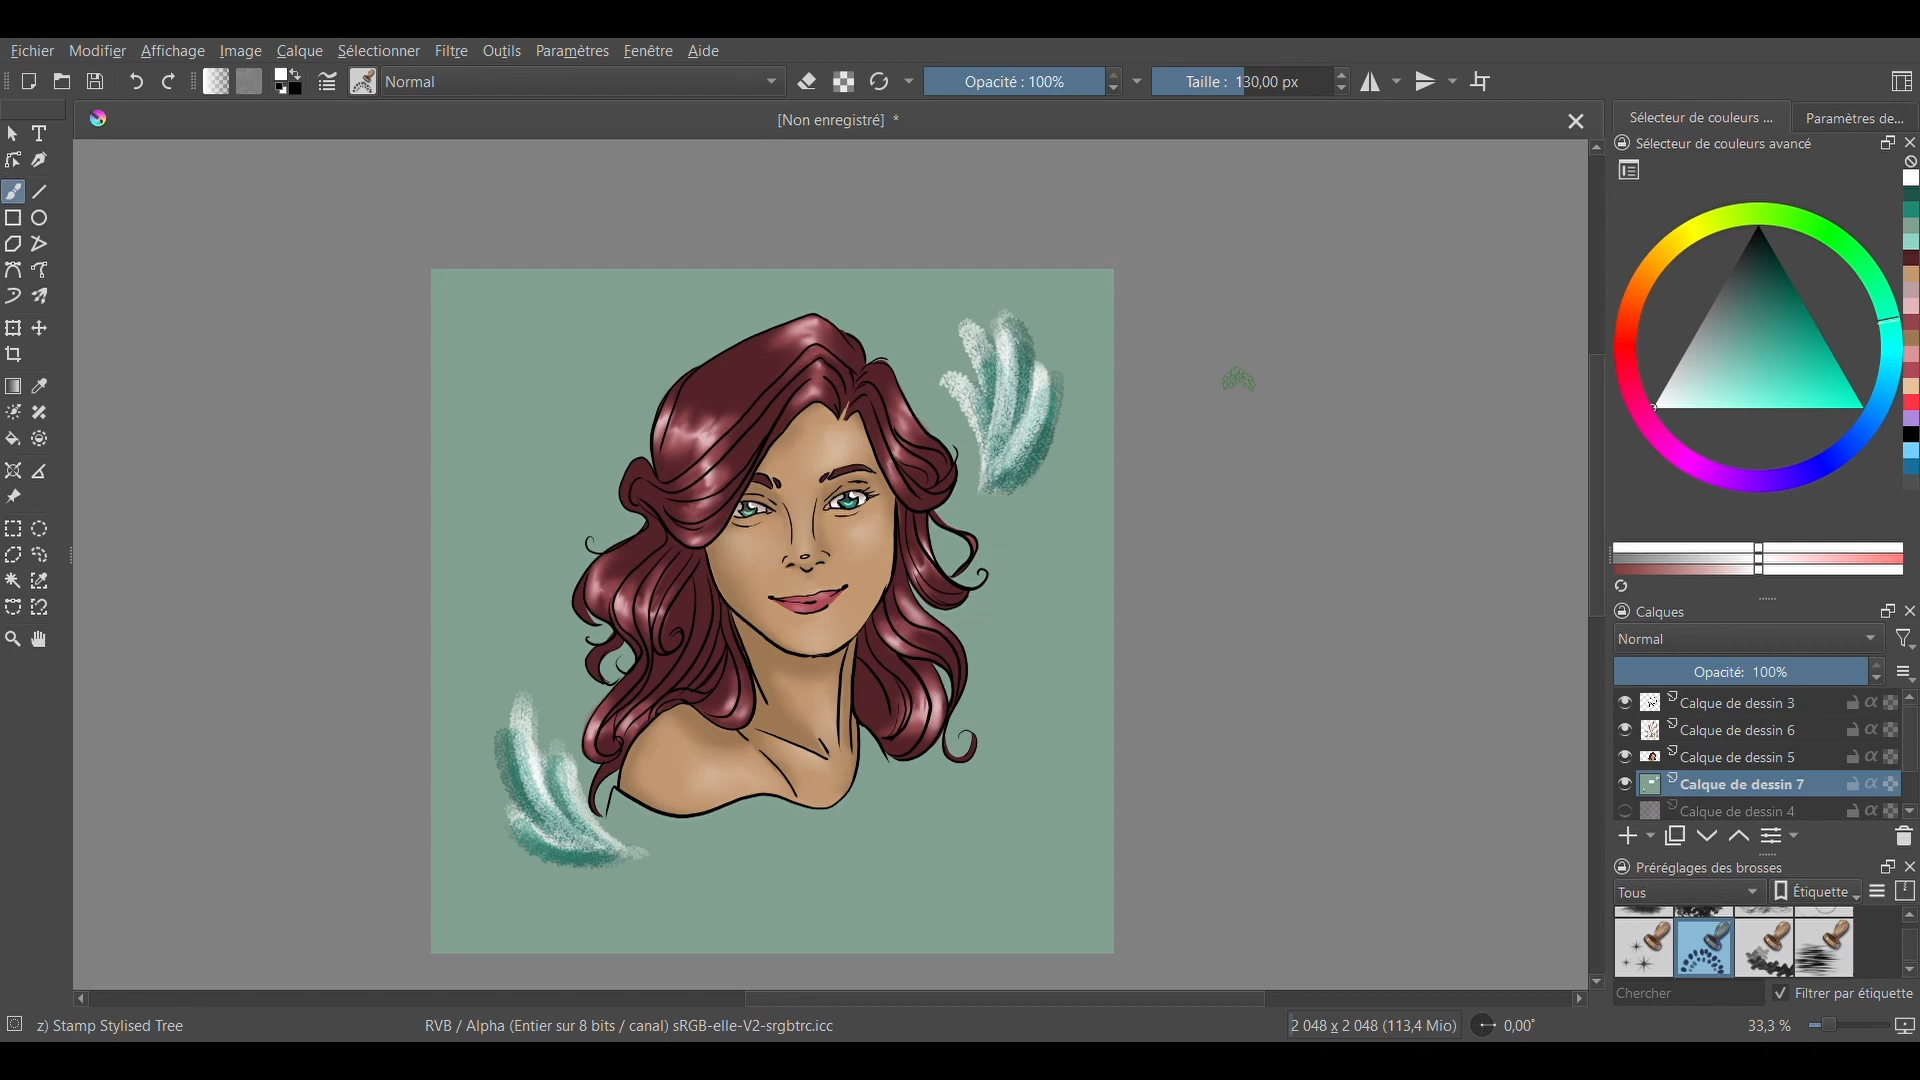 Fichier Modifier Affichage Image Calque Sélectionner Filtre Outils Paramètres Fenêtre Aide
Normal Opacité : 100% Taille : 130,00 px
[Non enregistré] *
Sélecteur de couleurs ... Paramètres de...
Sélecteur de couleurs avancé
Calques
Normal
Opacité: 100%
Calque de dessin 3
Calque de dessin 6
Calque de dessin 5
Calque de dessin 7
Calque de dessin 4
Préréglages des brosses
Tous Étiquette
Chercher Filtrer par étiquette
z) Stamp Stylised Tree RVB / Alpha (Entier sur 8 bits / canal) sRGB-elle-V2-srgbtrc.icc 2 048 x 2 048 (113,4 Mio) 0,00° 33,3 %